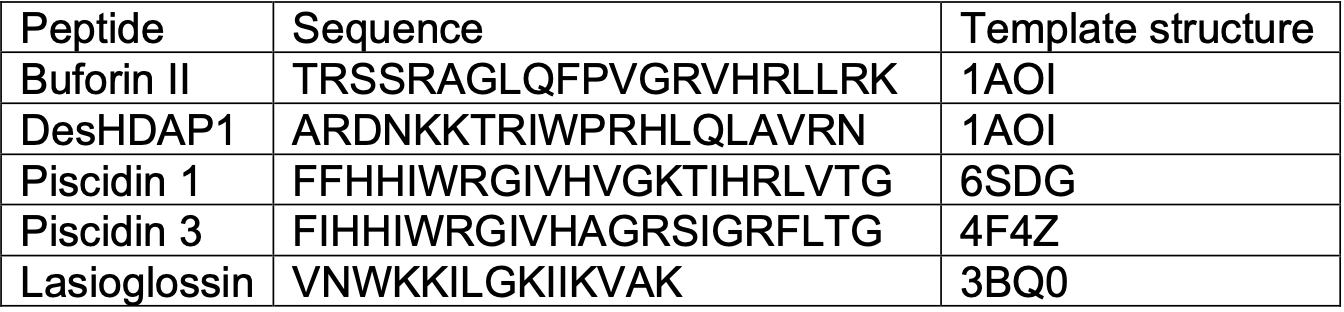 Peptide Sequence Template structure
Buforin II TRSSRAGLQFPVGRVHRLLRK 1AOI
DesHDAP1 ARDNKKTRIWPRHLQLAVRN 1AOI
Piscidin 1 FFHHIWRGIVHVGKTIHRLVTG 6SDG
Piscidin 3 FIHHIWRGIVHAGRSIGRFLTG 4F4Z
Lasioglossin VNWKKILGKIIKVAK 3BQ0